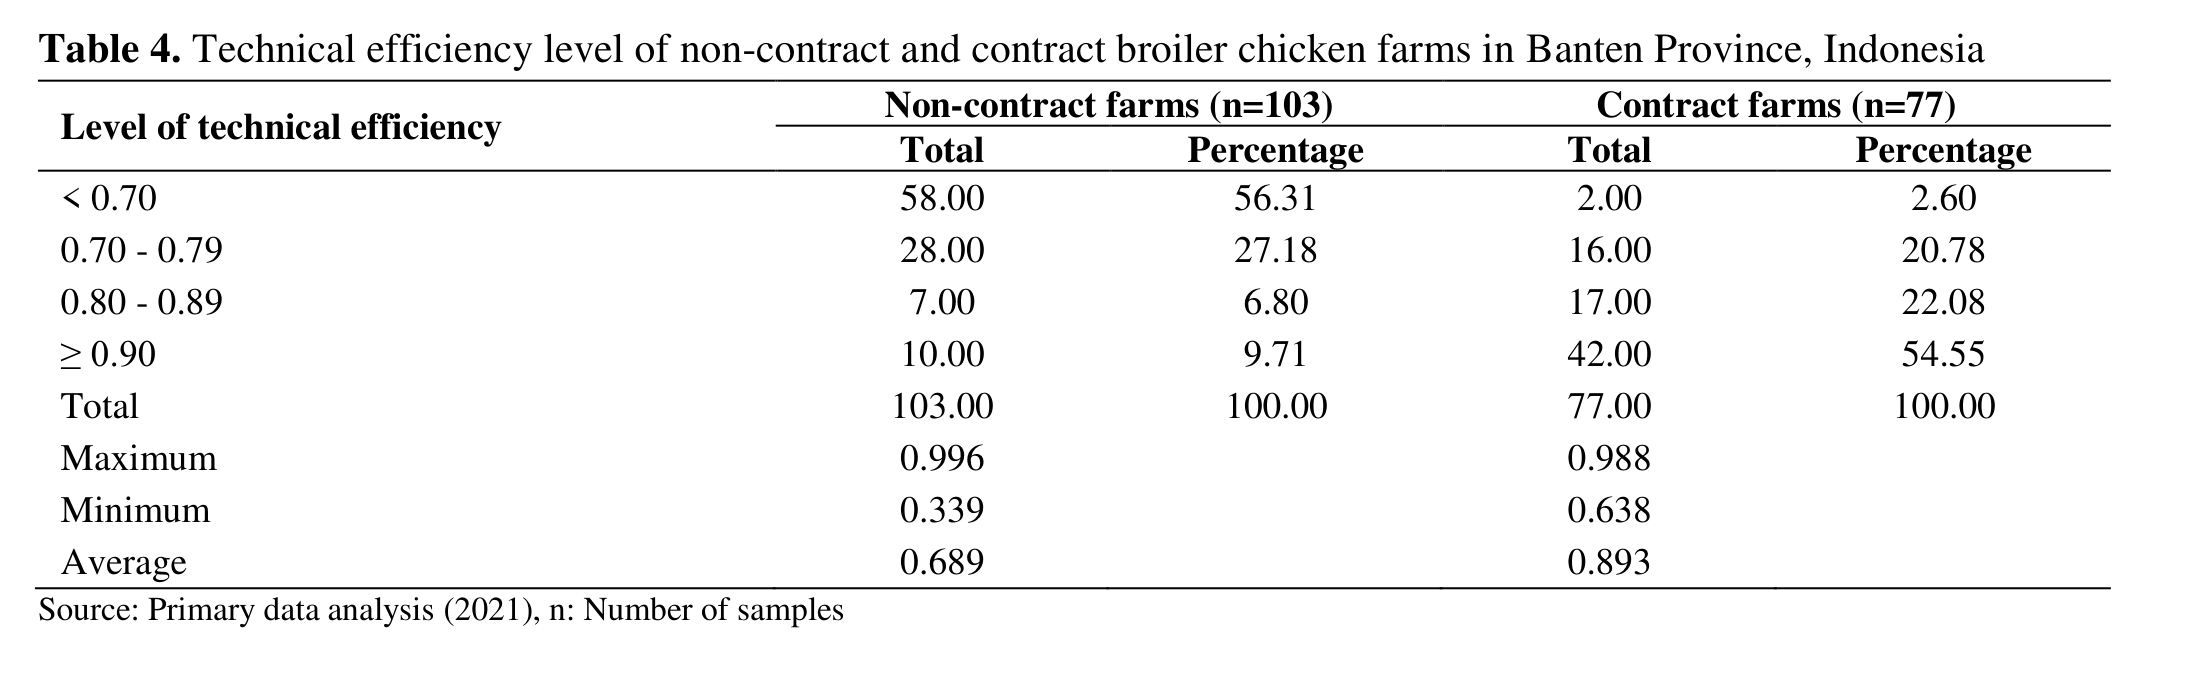 Table 4. Technical efficiency level of non-contract and contract broiler chicken farms in Banten Province, Indonesia
Level of technical efficiency Non-contract farms (n=103) Contract farms (n=77)
Total Percentage Total Percentage
< 0.70 58.00 56.31 2.00 2.60
0.70 - 0.79 28.00 27.18 16.00 20.78
0.80 - 0.89 7.00 6.80 17.00 22.08
≥ 0.90 10.00 9.71 42.00 54.55
Total 103.00 100.00 77.00 100.00
Maximum 0.996 0.988
Minimum 0.339 0.638
Average 0.689 0.893
Source: Primary data analysis (2021), n: Number of samples